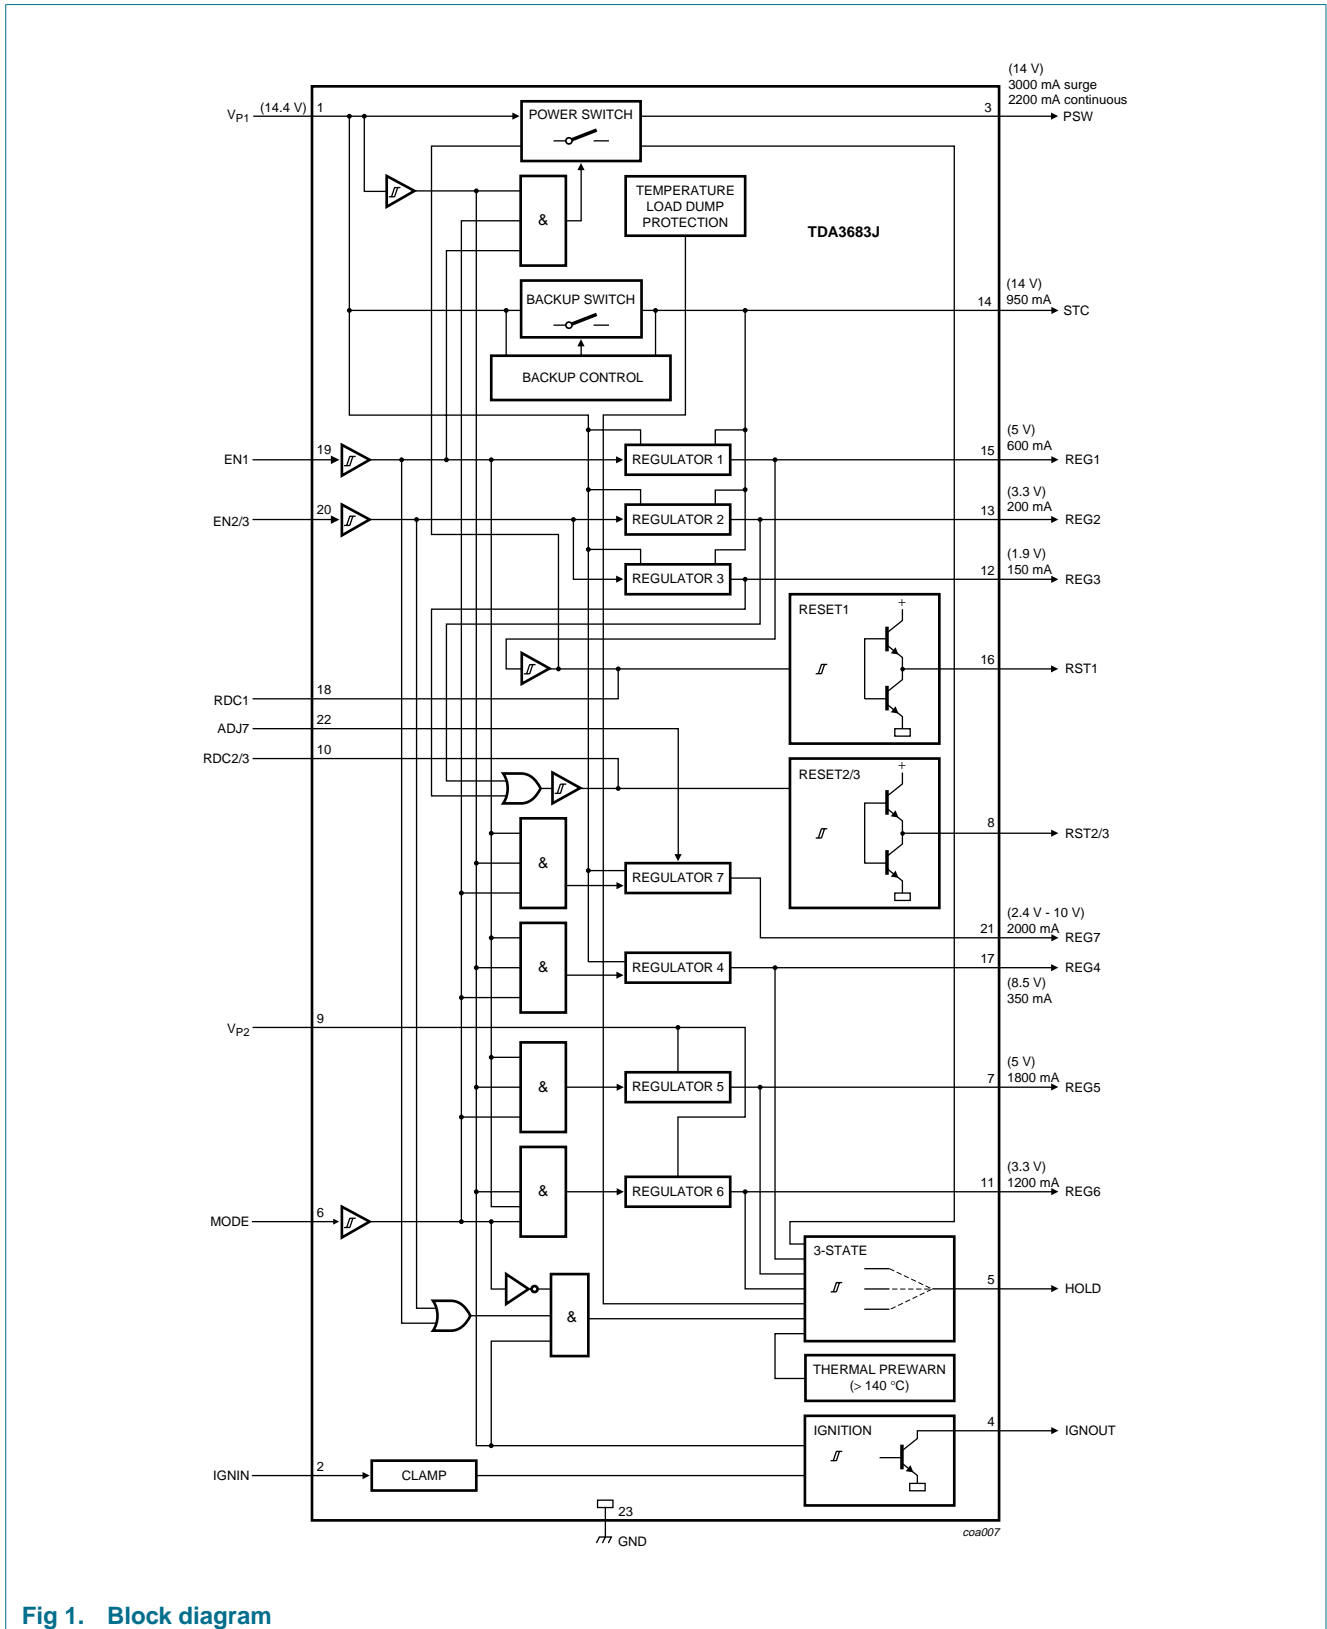 (14 V)
3000 mA surge
2200 mA continuous
VP1 (14.4 V) 1
POWER SWITCH
3
PSW
&
TEMPERATURE
LOAD DUMP
PROTECTION
TDA3683J
(14 V)
950 mA
BACKUP SWITCH
14
STC
BACKUP CONTROL
(5 V)
600 mA
EN1
19
REGULATOR 1
15
REG1
(3.3 V)
200 mA
EN2/3
20
REGULATOR 2
13
REG2
(1.9 V)
150 mA
REGULATOR 3
12
REG3
RESET1
+
16
RST1
RDC1
18
ADJ7
22
RDC2/3
10
RESET2/3
+
8
RST2/3
&
REGULATOR 7
(2.4 V - 10 V)
2000 mA
21
REG7
&
REGULATOR 4
17
REG4
(8.5 V)
350 mA
VP2
9
(5 V)
1800 mA
&
REGULATOR 5
7
REG5
(3.3 V)
1200 mA
&
REGULATOR 6
11
REG6
MODE
6
3-STATE
5
HOLD
&
THERMAL PREWARN
(> 140 °C)
IGNITION
4
IGNOUT
IGNIN
2
CLAMP
23
GND
coa007
Fig 1. Block diagram